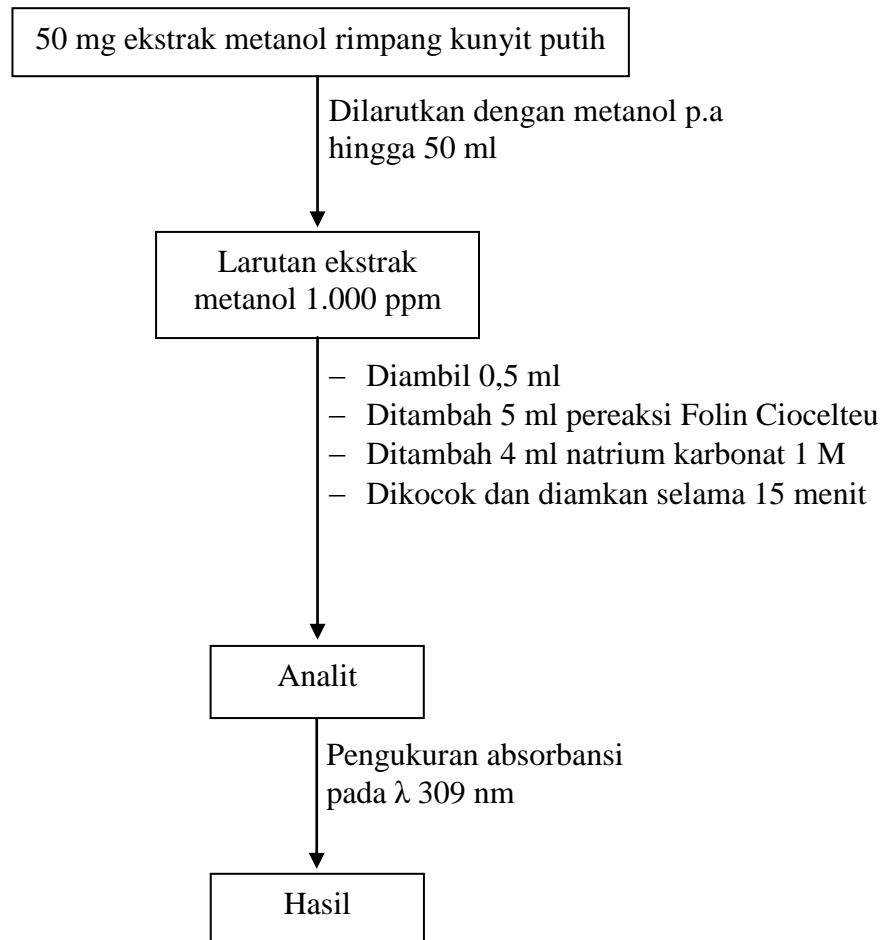 50 mg ekstrak metanol rimpang kunyit putih
Dilarutkan dengan metanol p.a
hingga 50 ml
Larutan ekstrak
metanol 1.000 ppm
− Diambil 0,5 ml
− Ditambah 5 ml pereaksi Folin Ciocelteu
− Ditambah 4 ml natrium karbonat 1 M
− Dikocok dan diamkan selama 15 menit
Analit
Pengukuran absorbansi
pada λ 309 nm
Hasil